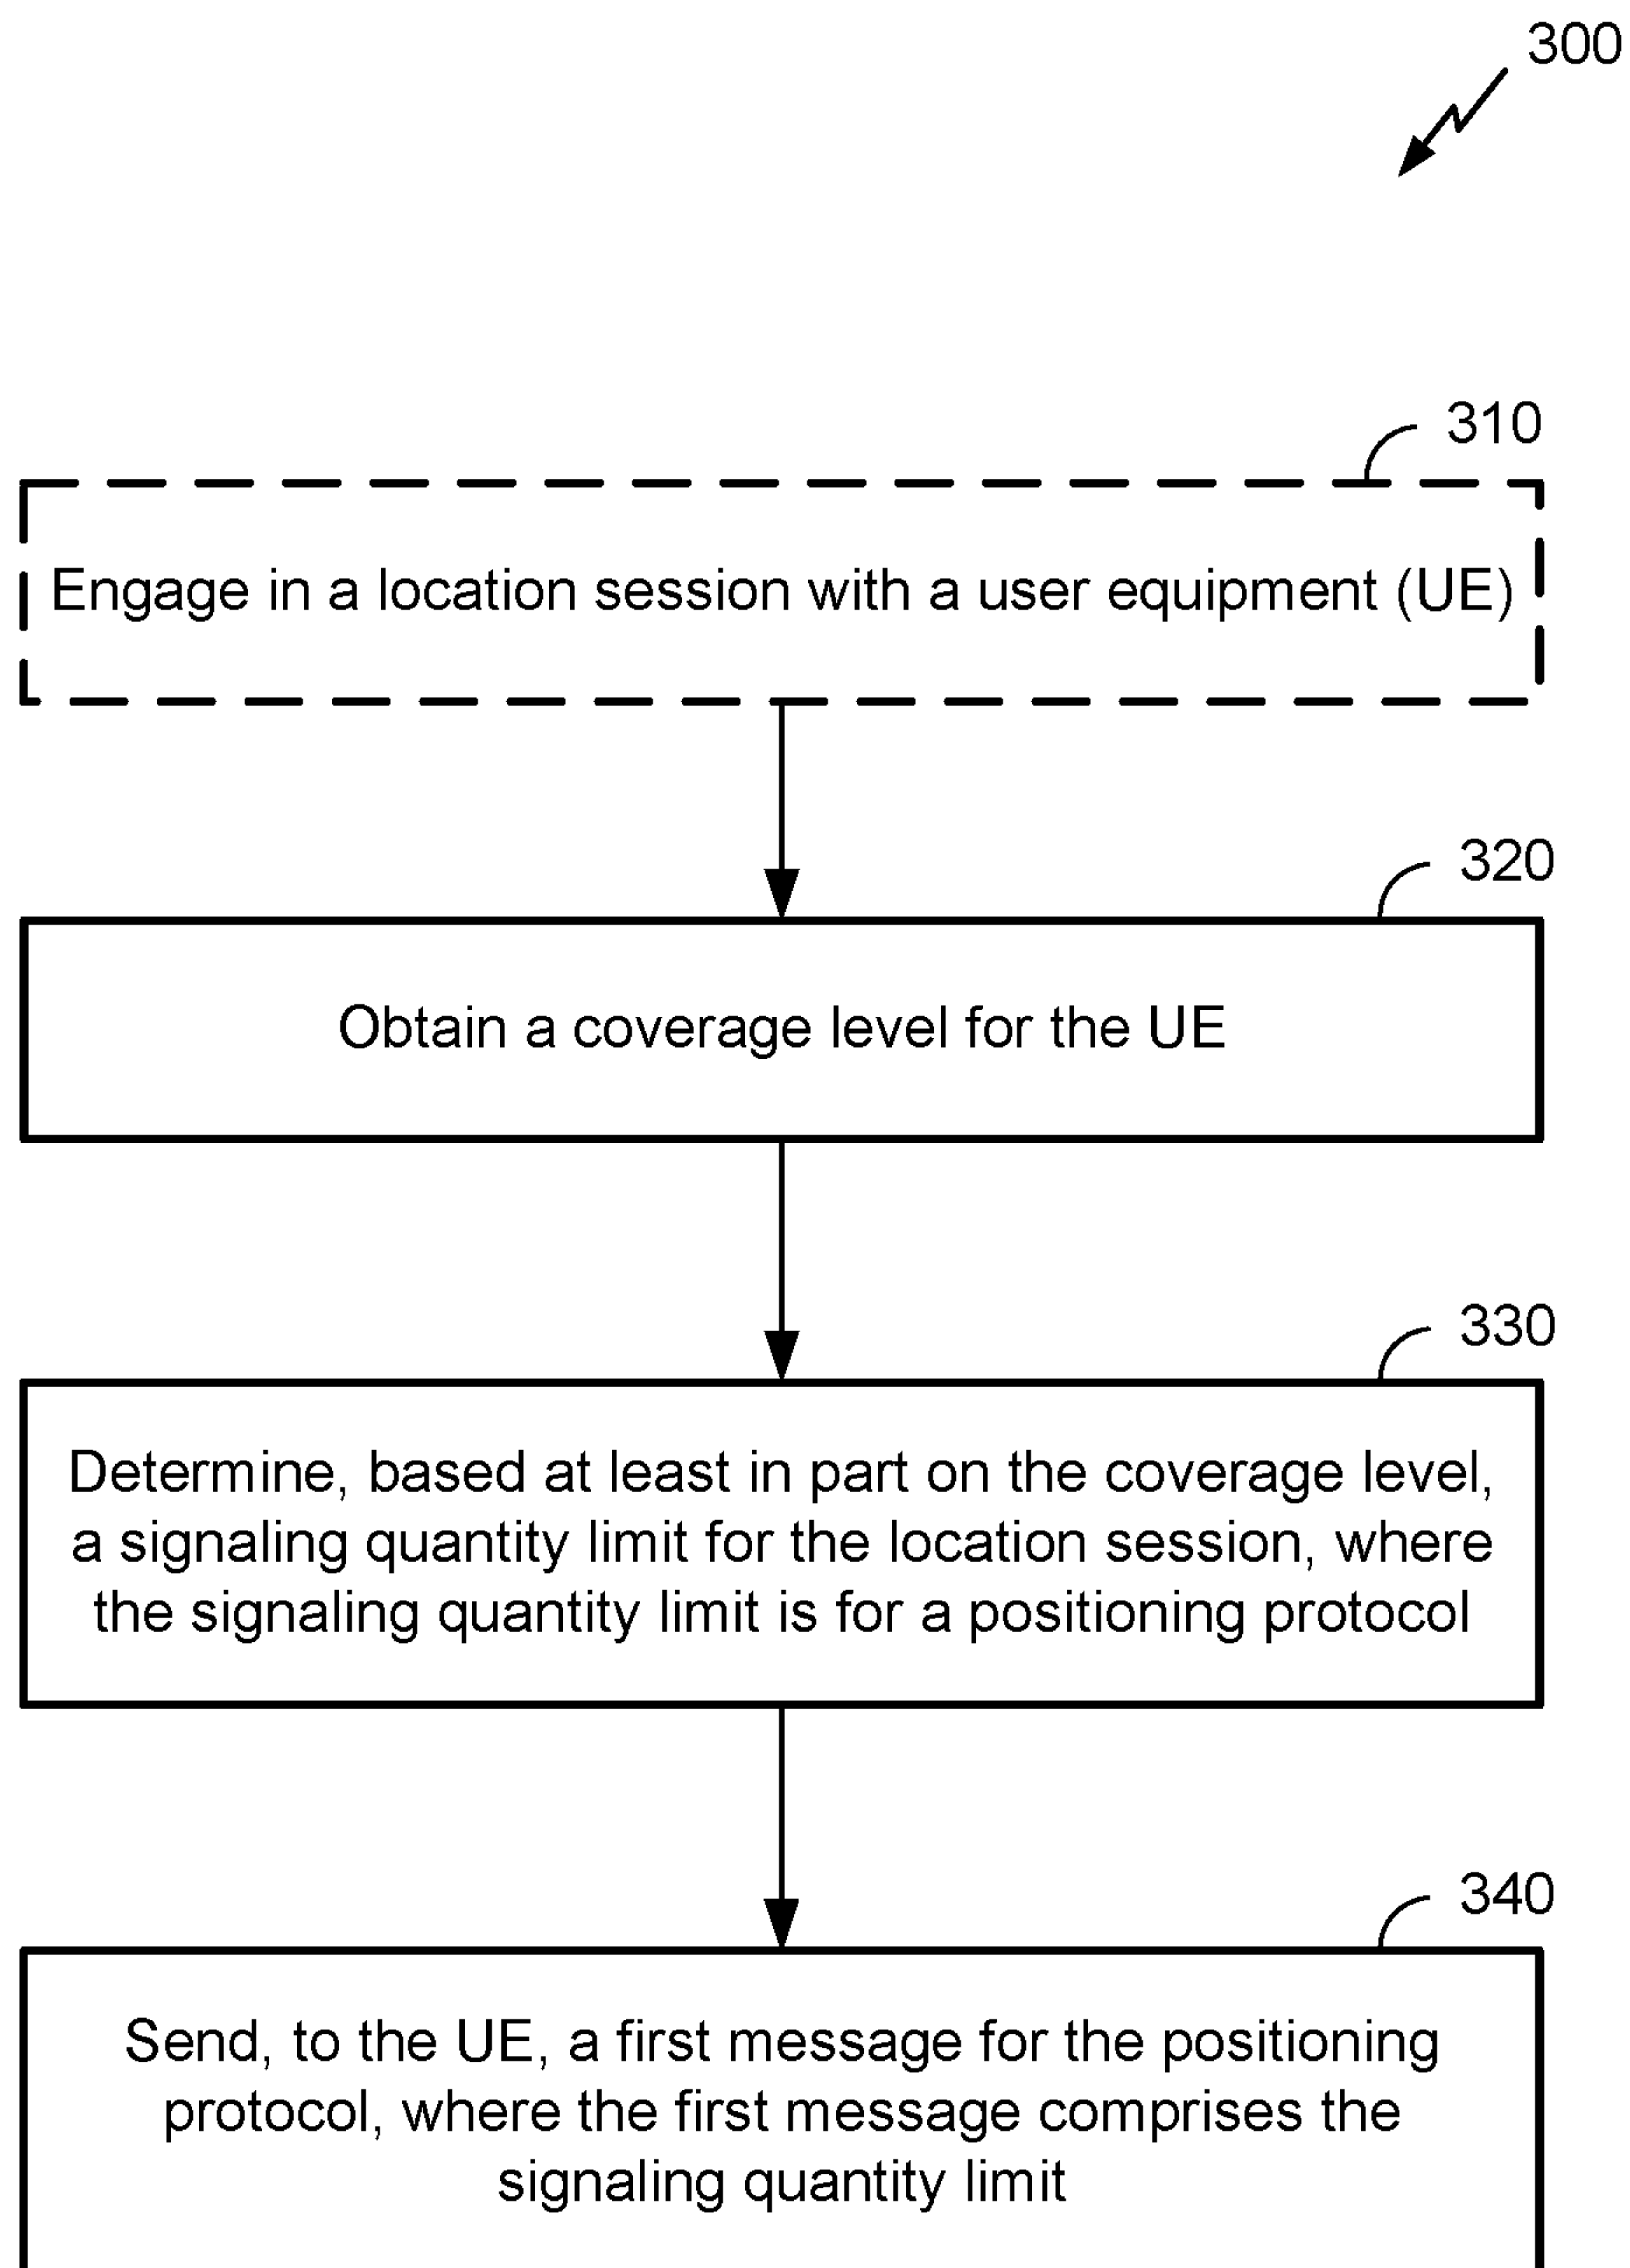 300
310
Engage in a location session with a user equipment (UE)
320
Obtain a coverage level for the UE
330
Determine, based at least in part on the coverage level,
a signaling quantity limit for the location session, where
the signaling quantity limit is for a positioning protocol
340
Send, to the UE, a first message for the positioning
protocol, where the first message comprises the
signaling quantity limit